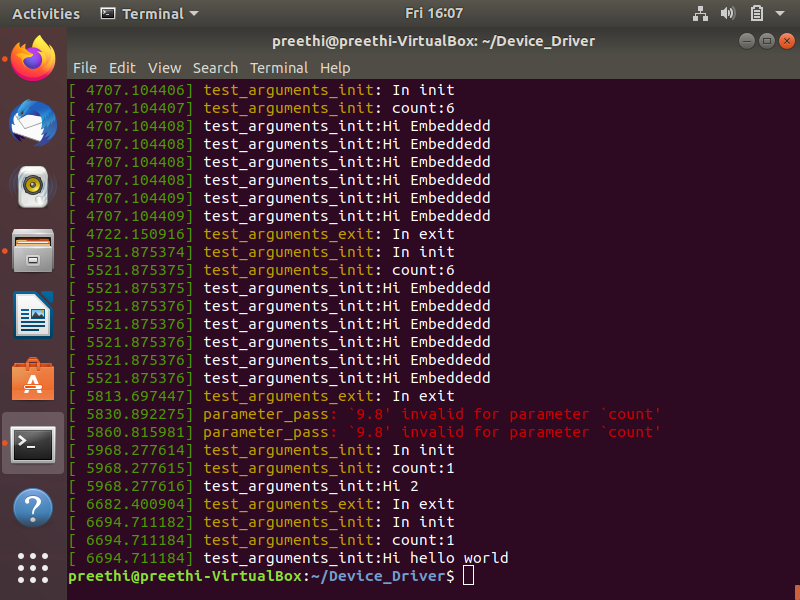 Activities Terminal Fri 16:07
preethi@preethi-VirtualBox: ~/Device_Driver
File Edit View Search Terminal Help
[ 4707.104406] test_arguments_init: In init
[ 4707.104407] test_arguments_init: count:6
[ 4707.104408] test_arguments_init:Hi Embeddedd
[ 4707.104408] test_arguments_init:Hi Embeddedd
[ 4707.104408] test_arguments_init:Hi Embeddedd
[ 4707.104408] test_arguments_init:Hi Embeddedd
[ 4707.104409] test_arguments_init:Hi Embeddedd
[ 4707.104409] test_arguments_init:Hi Embeddedd
[ 4722.150916] test_arguments_exit: In exit
[ 5521.875374] test_arguments_init: In init
[ 5521.875375] test_arguments_init: count:6
[ 5521.875375] test_arguments_init:Hi Embeddedd
[ 5521.875376] test_arguments_init:Hi Embeddedd
[ 5521.875376] test_arguments_init:Hi Embeddedd
[ 5521.875376] test_arguments_init:Hi Embeddedd
[ 5521.875376] test_arguments_init:Hi Embeddedd
[ 5521.875376] test_arguments_init:Hi Embeddedd
[ 5813.697447] test_arguments_exit: In exit
[ 5830.892275] parameter_pass: `9.8' invalid for parameter `count'
[ 5860.815981] parameter_pass: `9.8' invalid for parameter `count'
[ 5968.277614] test_arguments_init: In init
[ 5968.277615] test_arguments_init: count:1
[ 5968.277616] test_arguments_init:Hi 2
[ 6682.400904] test_arguments_exit: In exit
[ 6694.711182] test_arguments_init: In init
[ 6694.711184] test_arguments_init: count:1
[ 6694.711184] test_arguments_init:Hi hello world
preethi@preethi-VirtualBox:~/Device_Driver$